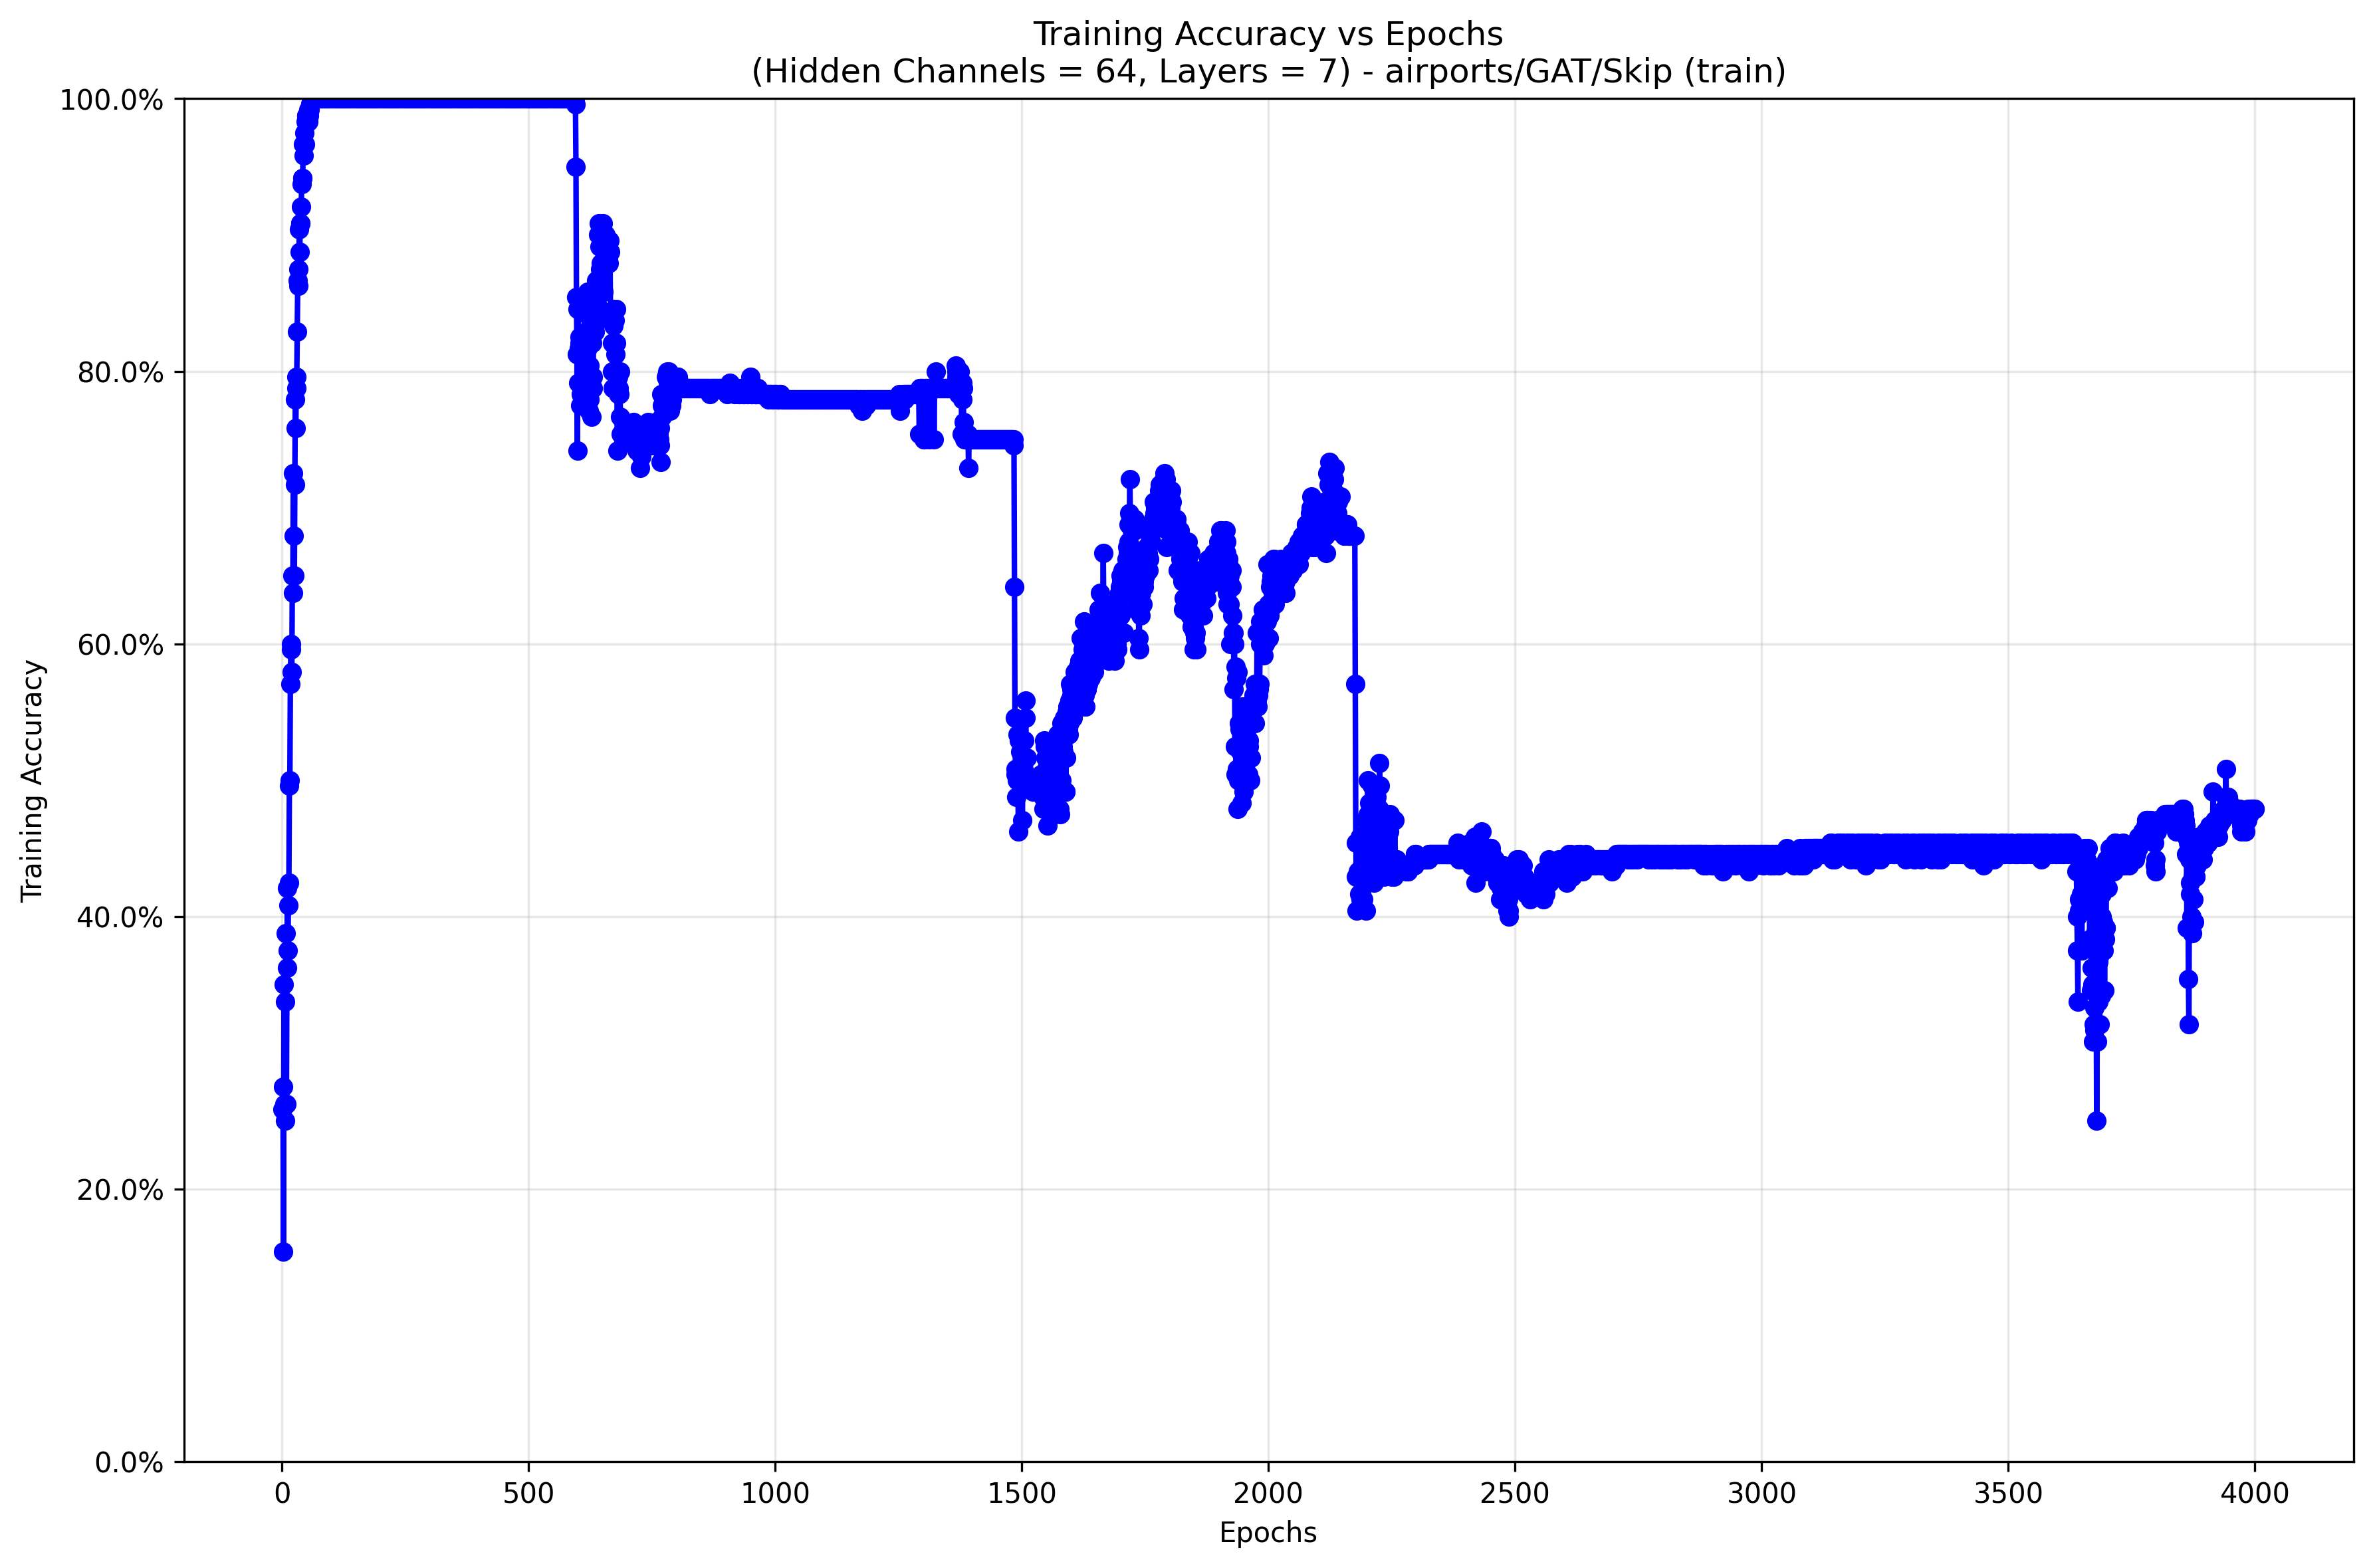 Training Accuracy vs Epochs
(Hidden Channels = 64, Layers = 7) - airports/GAT/Skip (train)
100.0%
80.0%
60.0%
40.0%
20.0%
0.0%
Training Accuracy
0 500 1000 1500 2000 2500 3000 3500 4000
Epochs